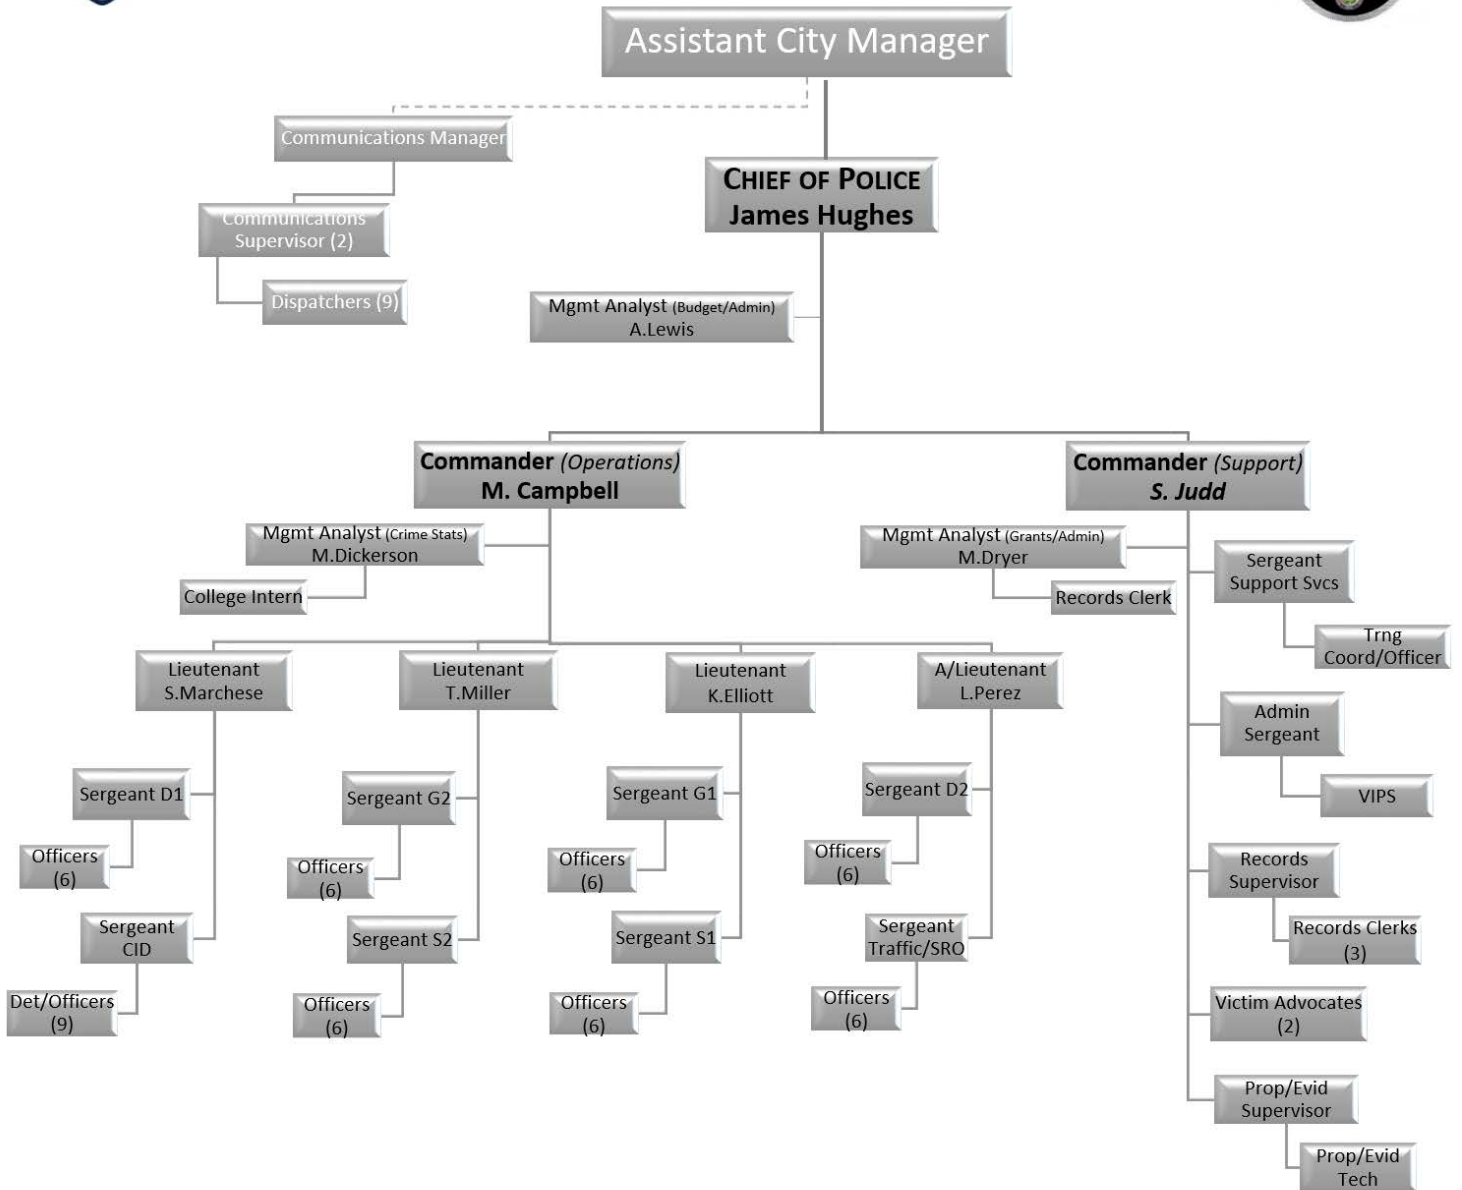 Assistant City Manager
Communications Manager
CHIEF OF POLICE
James Hughes
Communications
Supervisor (2)
Dispatchers (9)
Mgmt Analyst (Budget/Admin)
A.Lewis
Commander (Operations)
M. Campbell
Commander (Support)
S. Judd
Mgmt Analyst (Crime Stats)
M.Dickerson
College Intern
Mgmt Analyst (Grants/Admin)
M.Dryer
Records Clerk
Sergeant
Support Svcs
Trng
Coord/Officer
Lieutenant
S.Marchese
Lieutenant
T.Miller
Lieutenant
K.Elliott
A/Lieutenant
L.Perez
Admin
Sergeant
VIPS
Sergeant D1
Officers
(6)
Sergeant CID
Det/Officers
(9)
Sergeant G2
Officers
(6)
Sergeant S2
Officers
(6)
Sergeant G1
Officers
(6)
Sergeant S1
Officers
(6)
Sergeant D2
Officers
(6)
Sergeant
Traffic/SRO
Officers
(6)
Records
Supervisor
Records Clerks
(3)
Victim Advocates
(2)
Prop/Evid
Supervisor
Prop/Evid
Tech